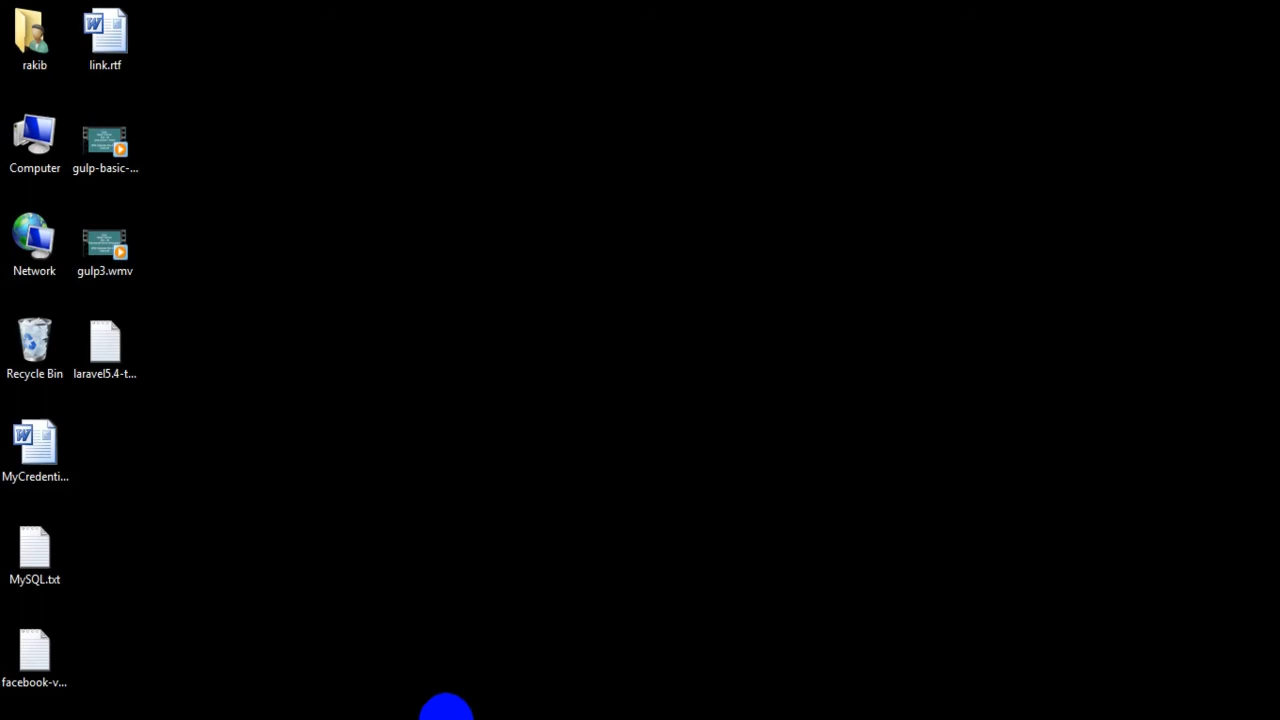 rakib
link.rtf
Computer
gulp-basic-...
Network
gulp3.wmv
Recycle Bin
laravel5.4-t...
MyCredenti...
MySQL.txt
facebook-v...